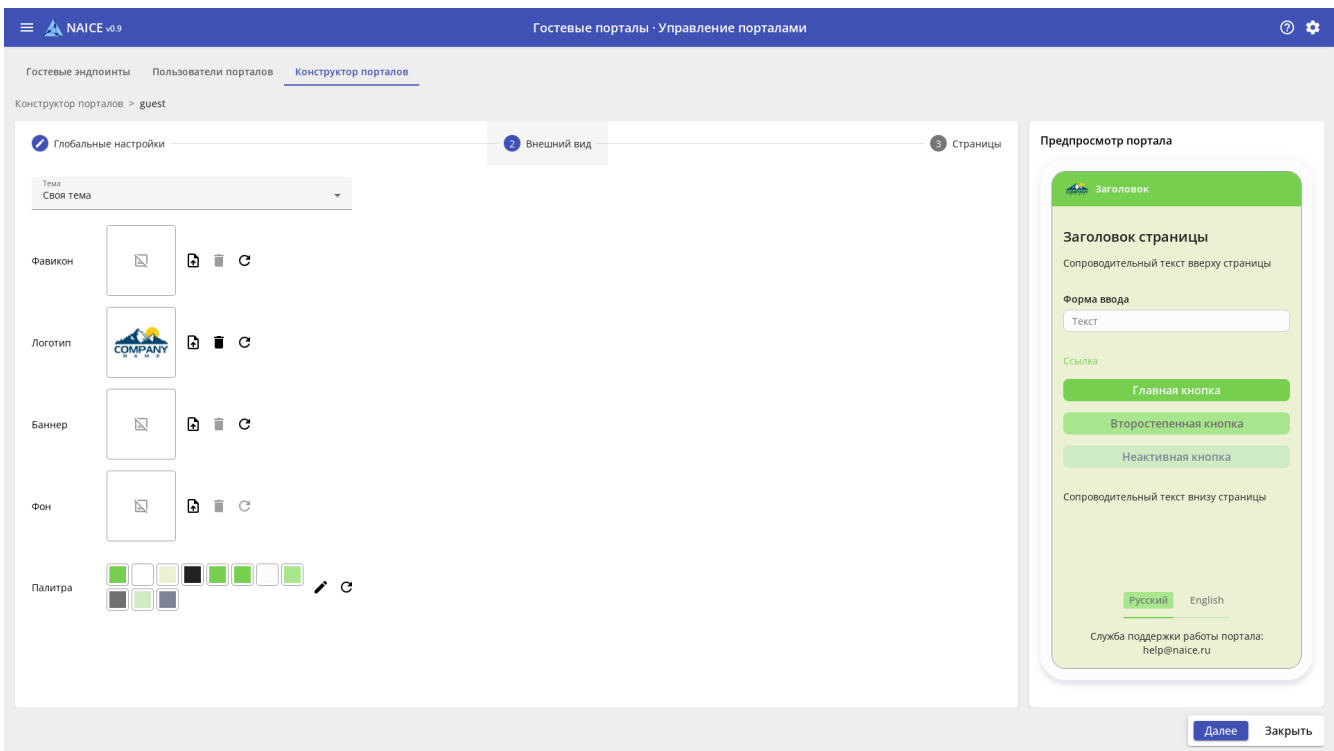 NAICE v0.9
Гостевые порталы · Управление порталами
Гостевые эндпоинты
Пользователи порталов
Конструктор порталов
Конструктор порталов > guest
Глобальные настройки
2 Внешний вид
3 Страницы
Тема
Своя тема
Фавикон
Логотип
COMPANY
NAME
Баннер
Фон
Палитра
Предпросмотр портала
Заголовок
Заголовок страницы
Сопроводительный текст вверху страницы
Форма ввода
Текст
Ссылка
Главная кнопка
Второстепенная кнопка
Неактивная кнопка
Сопроводительный текст внизу страницы
Русский English
Служба поддержки работы портала:
help@naice.ru
Далее Закрыть